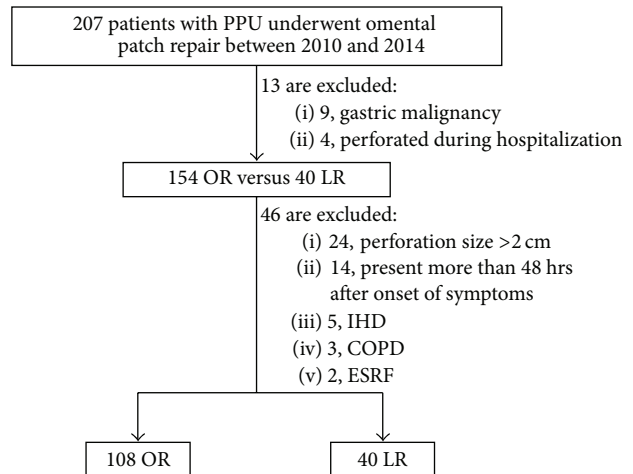 207 patients with PPU underwent omental
patch repair between 2010 and 2014
13 are excluded:
(i) 9, gastric malignancy
(ii) 4, perforated during hospitalization
154 OR versus 40 LR
46 are excluded:
(i) 24, perforation size >2 cm
(ii) 14, present more than 48 hrs
after onset of symptoms
(iii) 5, IHD
(iv) 3, COPD
(v) 2, ESRF
108 OR
40 LR